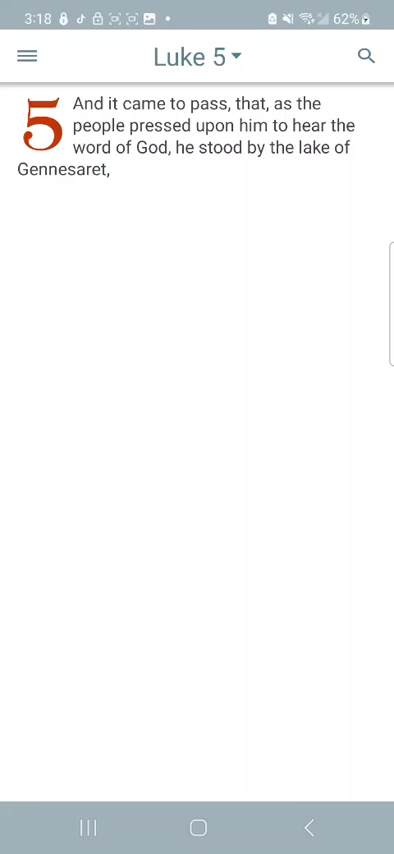 3:18 62%
Luke 5
5 And it came to pass, that, as the
people pressed upon him to hear the
word of God, he stood by the lake of
Gennesaret,